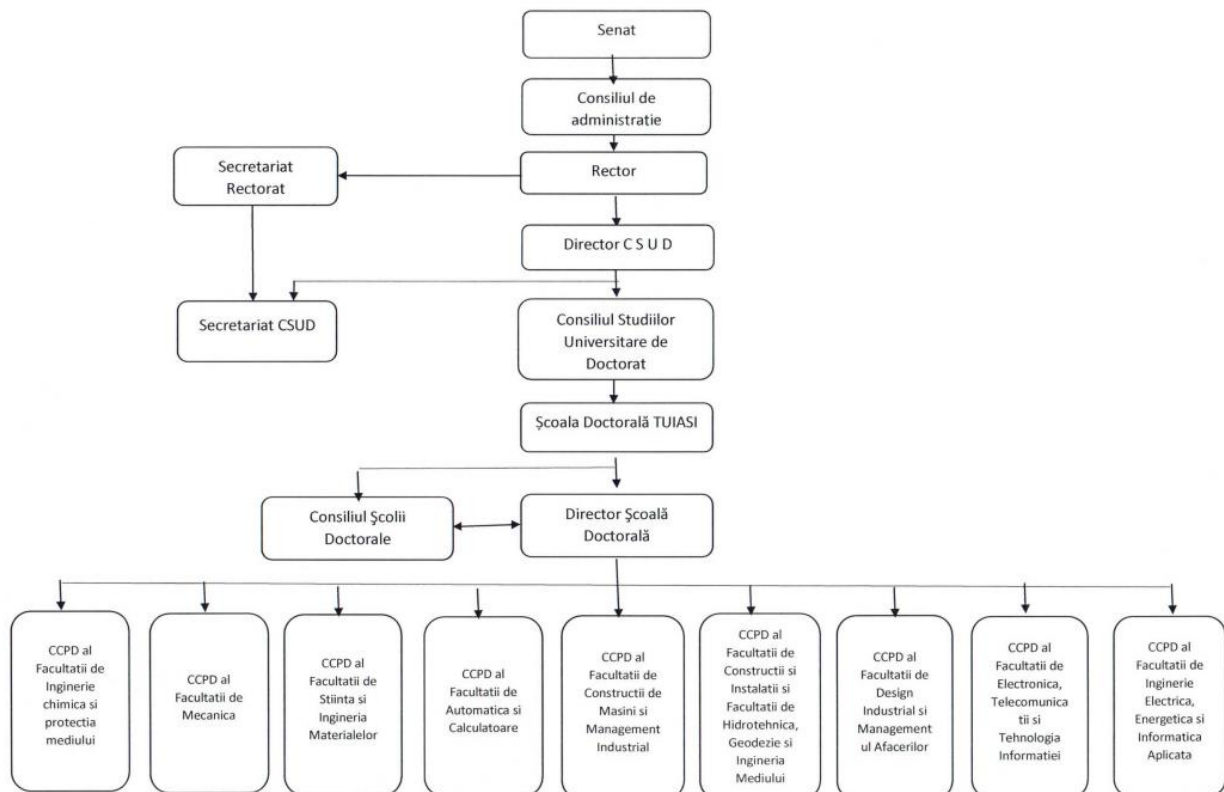 Senat
Consiliul de
administrație
Secretariat
Rectorat
Rector
Director C S U D
Secretariat CSUD
Consiliul Studiilor
Universitare de
Doctorat
Școala Doctorală TUIASI
Consiliul Școlii
Doctorale
Director Școală
Doctorală
CCPD al
Facultatii de
Inginerie
chimica si
protectia
mediului
CCPD al
Facultatii de
Mecanica
CCPD al
Facultatii de
Stiinta si
Ingineria
Materialelor
CCPD al
Facultatii de
Automatica si
Calculatoare
CCPD al
Facultatii de
Constructii de
Masini si
Management
Industrial
CCPD al
Facultatii de
Constructii si
Instalatii si
Facultatii de
Hidrotehnica,
Geodezie si
Ingineria
Mediului
CCPD al
Facultatii de
Design
Industrial si
Management
ul Afacerilor
CCPD al
Facultatii de
Electronica,
Telecomunica
tii si
Tehnologia
Informatiei
CCPD al
Facultatii de
Inginerie
Electrica,
Energetica si
Informatica
Aplicata